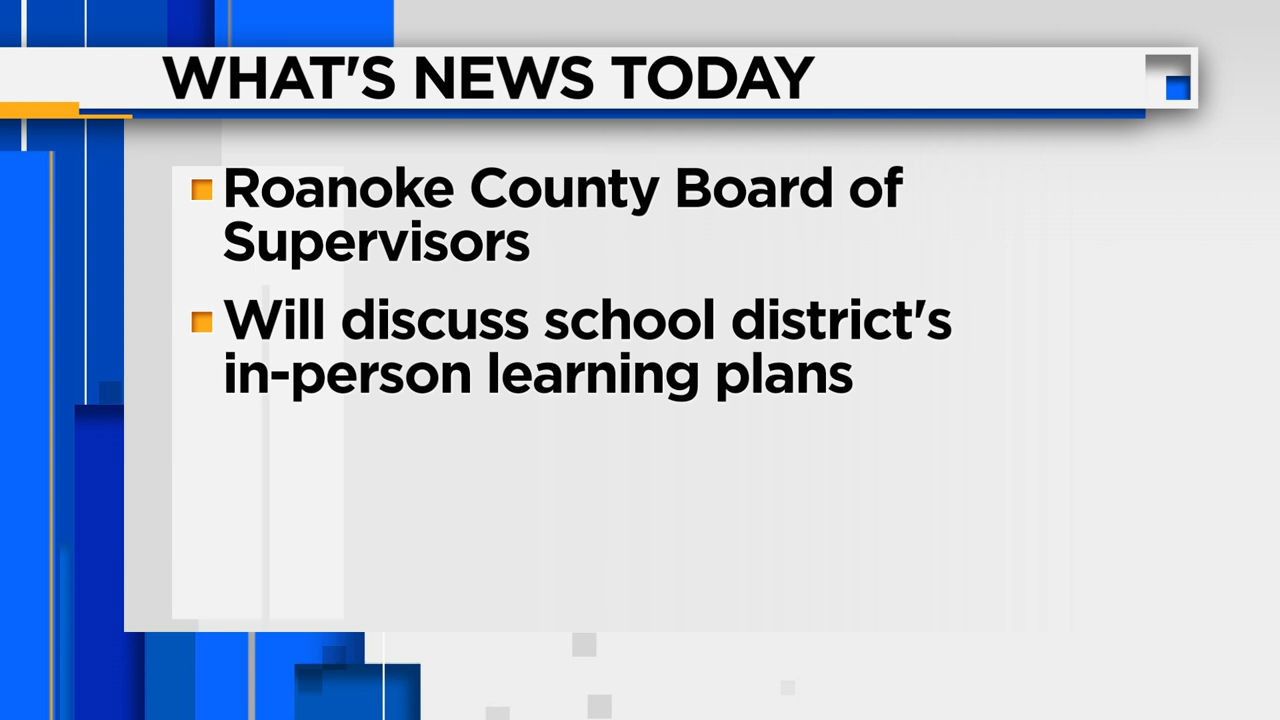 WHAT'S NEWS TODAY
Roanoke County Board of
Supervisors
Will discuss school district's
in-person learning plans